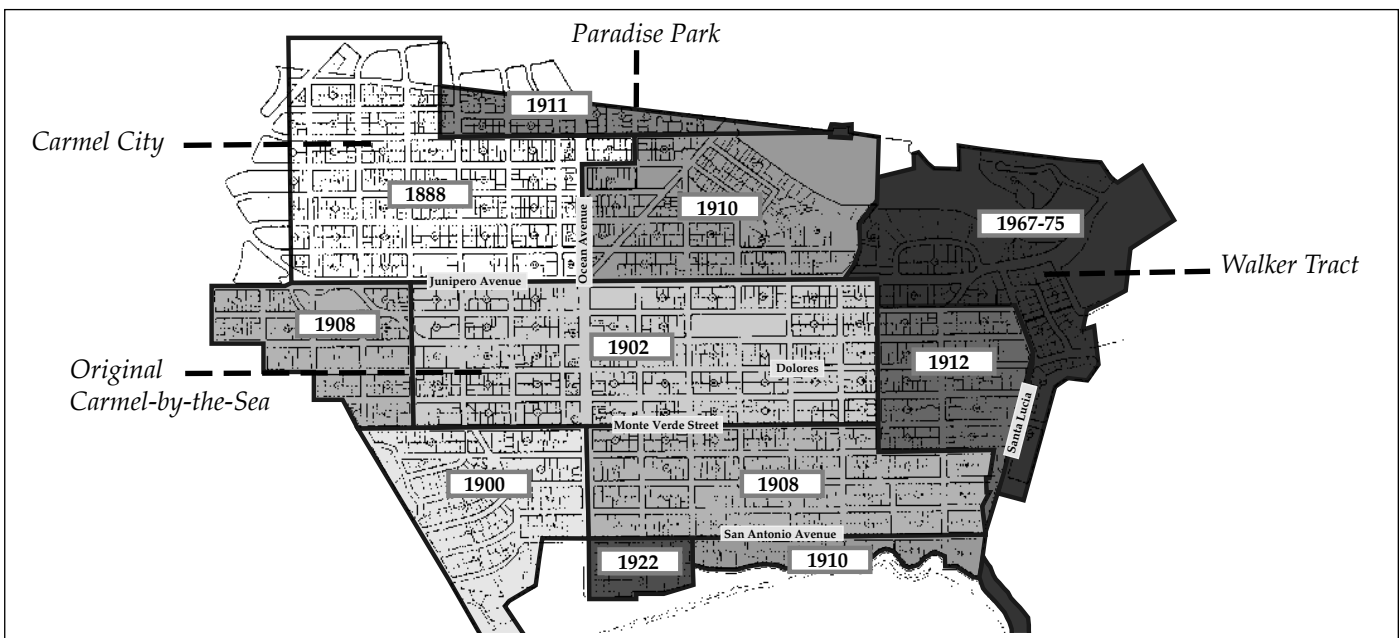 Paradise Park
1911
Carmel City
1888
1910
1967-75
Ocean Avenue
Walker Tract
Junipero Avenue
1908
1902
1912
Original
Carmel-by-the-Sea
Dolores
Santa Lucia
Monte Verde Street
1900
1908
San Antonio Avenue
1922
1910